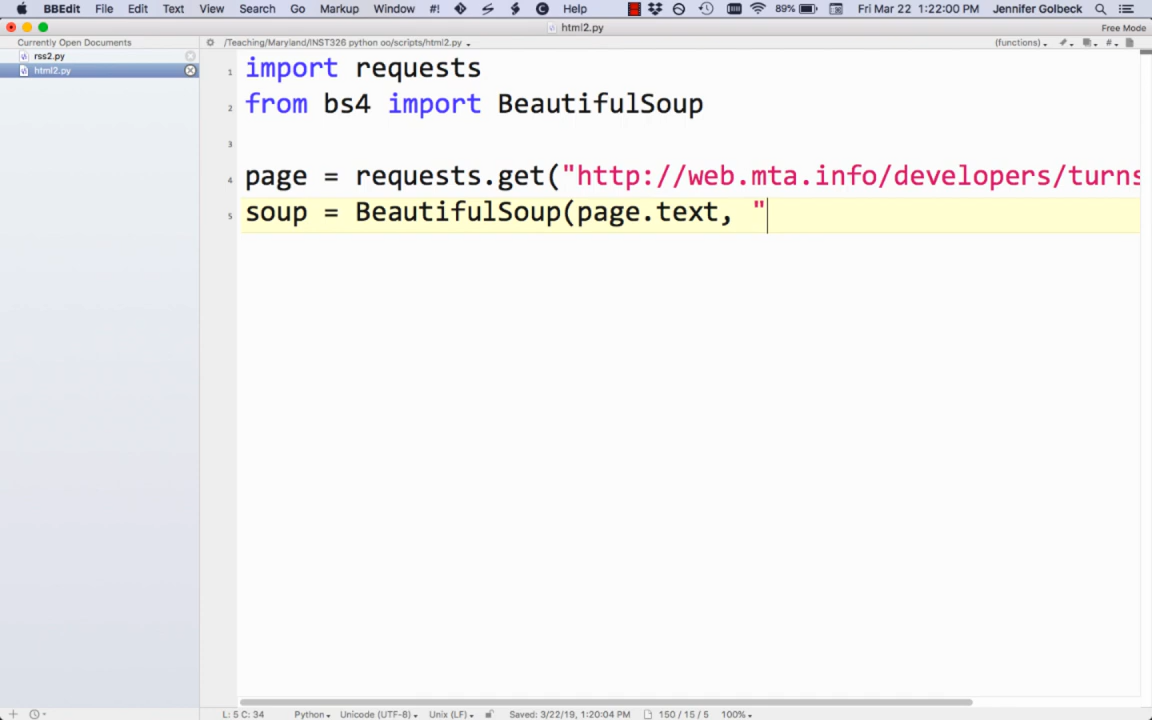 BBEdit File Edit Text View Search Go Markup Window #! Help 89% Fri Mar 22 1:22:00 PM Jennifer Golbeck
html2.py
Free Mode
Currently Open Documents
/Teaching/Maryland/INST326 python oo/scripts/html2.py
(functions)
rss2.py
html2.py
1 import requests
2 from bs4 import BeautifulSoup
3
4 page = requests.get("http://web.mta.info/developers/turns
5 soup = BeautifulSoup(page.text, "
L: 5 C: 34 Python Unicode (UTF-8) Unix (LF) Saved: 3/22/19, 1:20:04 PM 150 / 15 / 5 100%